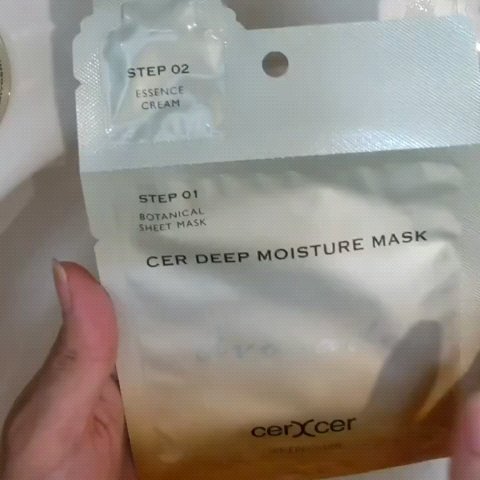 STEP 02
ESSENCE
CREAM
STEP 01
BOTANICAL
SHEET MASK
CER DEEP MOISTURE MASK
cerXcer